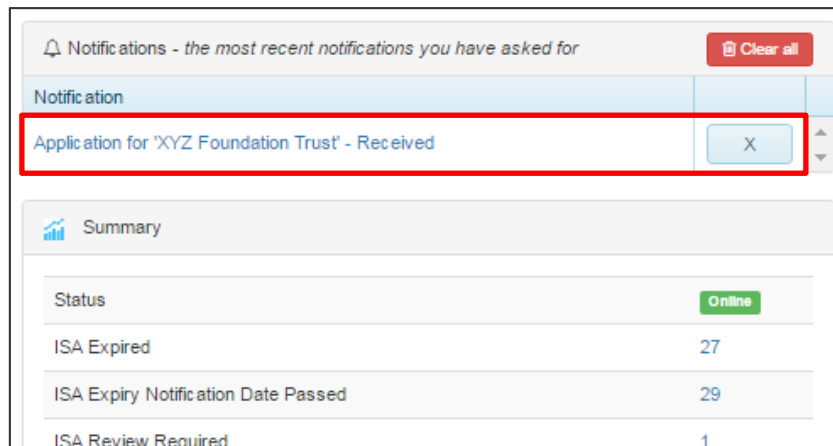 Notifications - the most recent notifications you have asked for Clear all
Notification
Application for 'XYZ Foundation Trust' - Received X
Summary
Status Online
ISA Expired 27
ISA Expiry Notification Date Passed 29
ISA Review Required 1